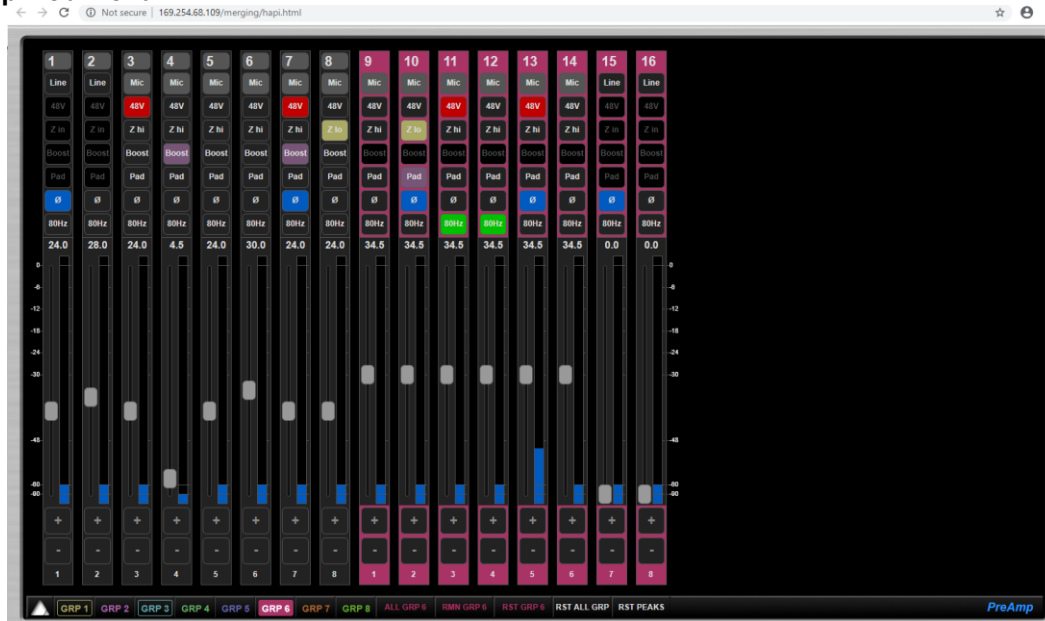 Not secure | 169.254.68.109/merging/hapi.html
1 2 3 4 5 6 7 8 9 10 11 12 13 14 15 16
Line Line Mic Mic Mic Mic Mic Mic Mic Mic Mic Mic Mic Mic Line Line
48V 48V 48V 48V 48V 48V 48V 48V 48V 48V 48V 48V 48V 48V 48V 48V
Z in Z in Z hi Z hi Z hi Z hi Z hi Z lo Z hi Z lo Z hi Z hi Z hi Z hi Z in Z in
Boost Boost Boost Boost Boost Boost Boost Boost Boost Boost Boost Boost Boost Boost Boost Boost
Pad Pad Pad Pad Pad Pad Pad Pad Pad Pad Pad Pad Pad Pad Pad Pad
Ø Ø Ø Ø Ø Ø Ø Ø Ø Ø Ø Ø Ø Ø Ø Ø
80Hz 80Hz 80Hz 80Hz 80Hz 80Hz 80Hz 80Hz 80Hz 80Hz 80Hz 80Hz 80Hz 80Hz 80Hz 80Hz
24.0 28.0 24.0 4.5 24.0 30.0 24.0 24.0 34.5 34.5 34.5 34.5 34.5 34.5 0.0 0.0
0 0
-6 -6
-12 -12
-18 -18
-24 -24
-30 -30
-48 -48
-60 -60
-90 -90
+ + + + + + + + + + + + + + + +
- - - - - - - - - - - - - - - -
1 2 3 4 5 6 7 8 1 2 3 4 5 6 7 8
GRP 1 GRP 2 GRP 3 GRP 4 GRP 5 GRP 6 GRP 7 GRP 8 ALL GRP 6 RMN GRP 6 RST GRP 6 RST ALL GRP RST PEAKS PreAmp